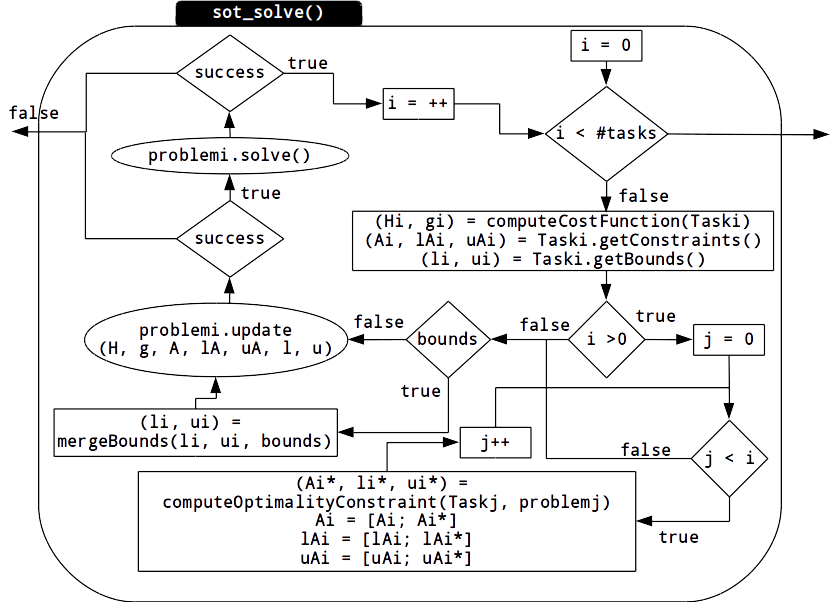 sot_solve()
i = 0
success
true
i = ++
false
i < #tasks
problemi.solve()
true
false
(Hi, gi) = computeCostFunction(Taski)
(Ai, lAi, uAi) = Taski.getConstraints()
(li, ui) = Taski.getBounds()
success
problemi.update
(H, g, A, lA, uA, l, u)
false
bounds
false
i >0
true
j = 0
true
(li, ui) =
mergeBounds(li, ui, bounds)
j++
false
j < i
(Ai*, li*, ui*) =
computeOptimalityConstraint(Taskj, problemj)
Ai = [Ai; Ai*]
lAi = [lAi; lAi*]
uAi = [uAi; uAi*]
true